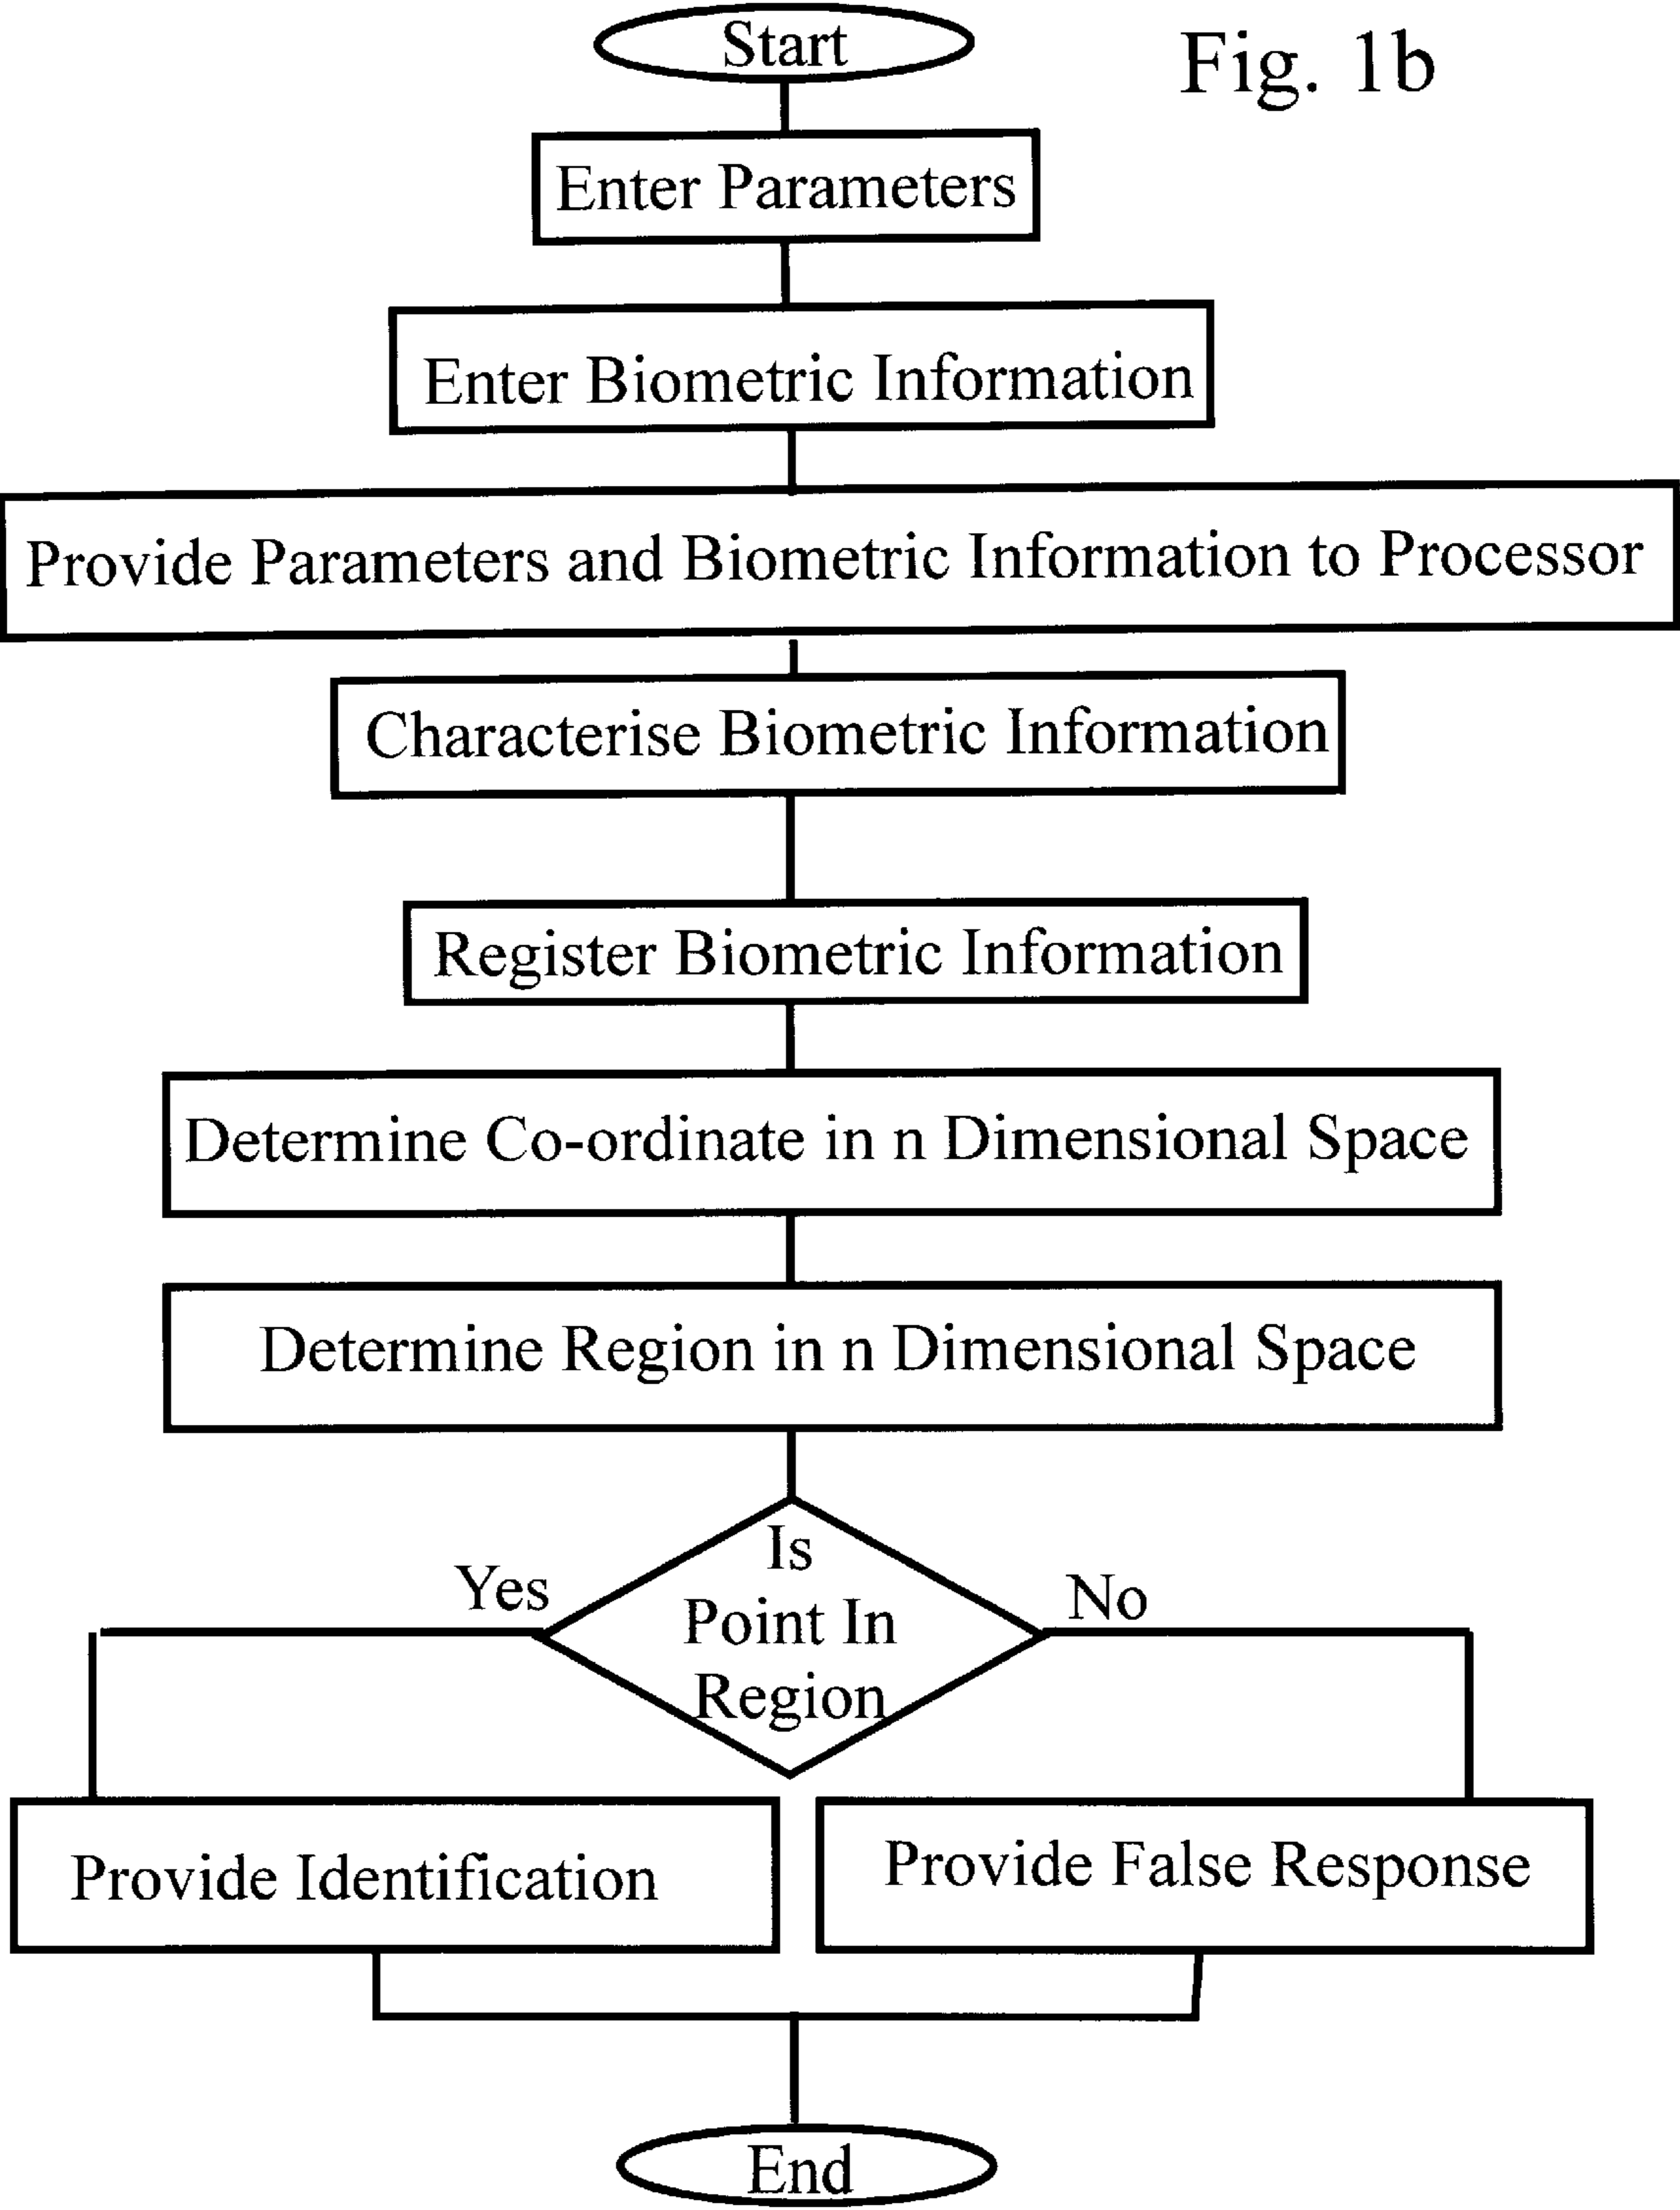 Start
Fig. 1b
Enter Parameters
Enter Biometric Information
Provide Parameters and Biometric Information to Processor
Characterise Biometric Information
Register Biometric Information
Determine Co-ordinate in n Dimensional Space
Determine Region in n Dimensional Space
Is
Point In
Region
Yes
No
Provide Identification
Provide False Response
End